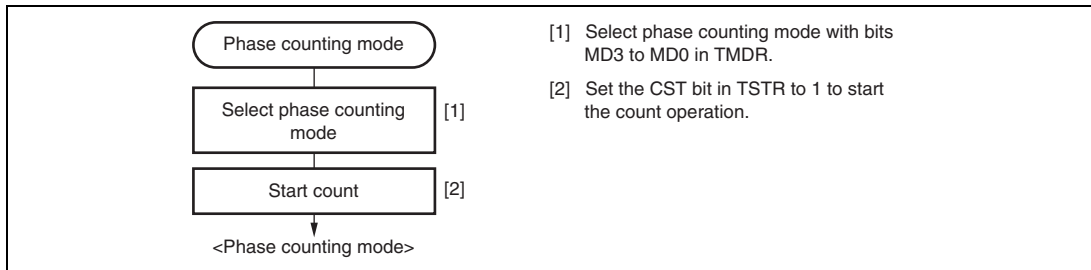 Phase counting mode
Select phase counting
mode
[1]
Start count
[2]
<Phase counting mode>
[1] Select phase counting mode with bits
MD3 to MD0 in TMDR.
[2] Set the CST bit in TSTR to 1 to start
the count operation.